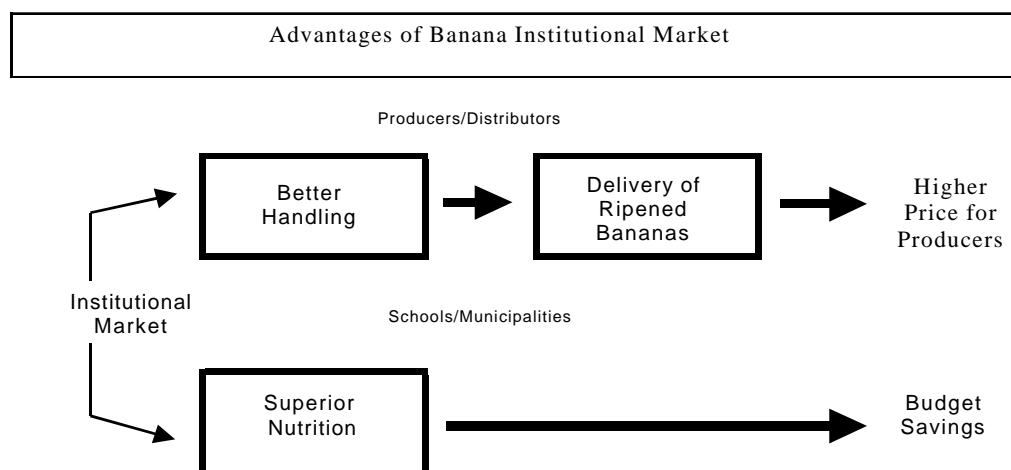 Advantages of Banana Institutional Market
Producers/Distributors
Better
Handling
Delivery of
Ripened
Bananas
Higher
Price for
Producers
Institutional
Market
Schools/Municipalities
Superior
Nutrition
Budget
Savings